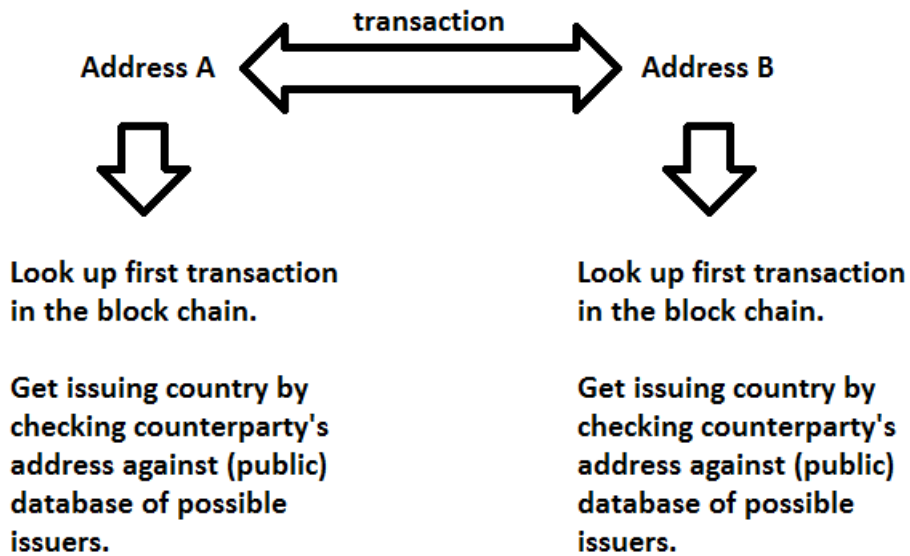 transaction
Address A
Address B
Look up first transaction
in the block chain.
Get issuing country by
checking counterparty's
address against (public)
database of possible
issuers.
Look up first transaction
in the block chain.
Get issuing country by
checking counterparty's
address against (public)
database of possible
issuers.